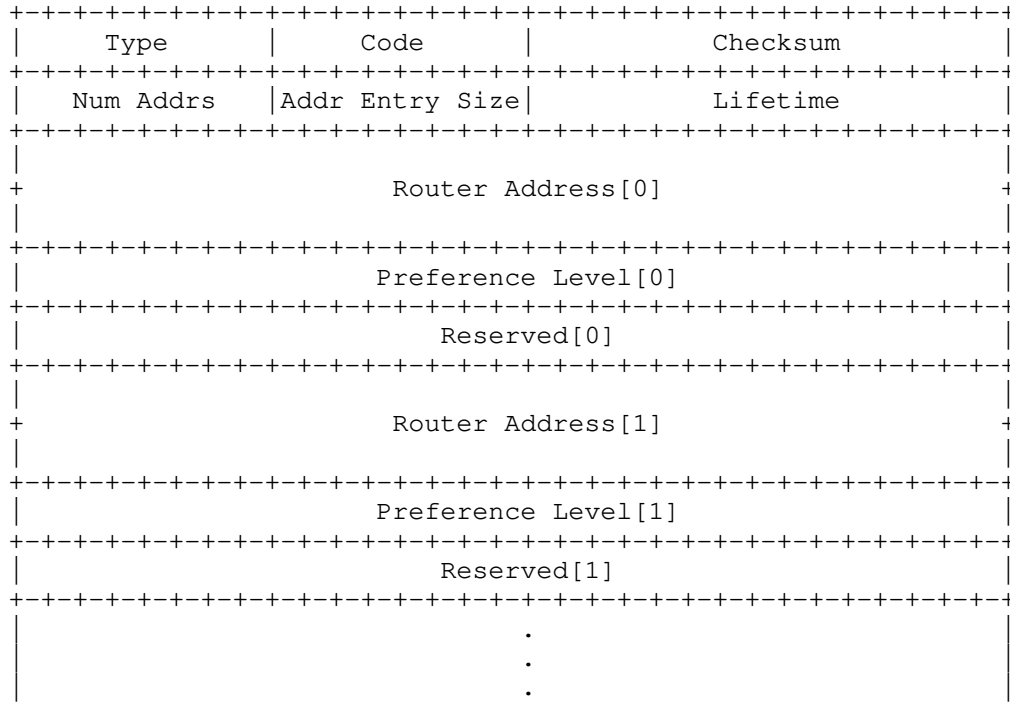 +-+-+-+-+-+-+-+-+-+-+-+-+-+-+-+-+-+-+-+-+-+-+-+-+-+-+-+-+-+-+-+-+
|     Type      |     Code      |           Checksum            |
+-+-+-+-+-+-+-+-+-+-+-+-+-+-+-+-+-+-+-+-+-+-+-+-+-+-+-+-+-+-+-+-+
|   Num Addrs   |Addr Entry Size|           Lifetime            |
+-+-+-+-+-+-+-+-+-+-+-+-+-+-+-+-+-+-+-+-+-+-+-+-+-+-+-+-+-+-+-+-+
|                                                               |
+                       Router Address[0]                       +
|                                                               |
+-+-+-+-+-+-+-+-+-+-+-+-+-+-+-+-+-+-+-+-+-+-+-+-+-+-+-+-+-+-+-+-+
|                      Preference Level[0]                      |
+-+-+-+-+-+-+-+-+-+-+-+-+-+-+-+-+-+-+-+-+-+-+-+-+-+-+-+-+-+-+-+-+
|                          Reserved[0]                          |
+-+-+-+-+-+-+-+-+-+-+-+-+-+-+-+-+-+-+-+-+-+-+-+-+-+-+-+-+-+-+-+-+
|                                                               |
+                       Router Address[1]                       +
|                                                               |
+-+-+-+-+-+-+-+-+-+-+-+-+-+-+-+-+-+-+-+-+-+-+-+-+-+-+-+-+-+-+-+-+
|                      Preference Level[1]                      |
+-+-+-+-+-+-+-+-+-+-+-+-+-+-+-+-+-+-+-+-+-+-+-+-+-+-+-+-+-+-+-+-+
|                          Reserved[1]                          |
+-+-+-+-+-+-+-+-+-+-+-+-+-+-+-+-+-+-+-+-+-+-+-+-+-+-+-+-+-+-+-+-+
|                               .                               |
|                               .                               |
|                               .                               |